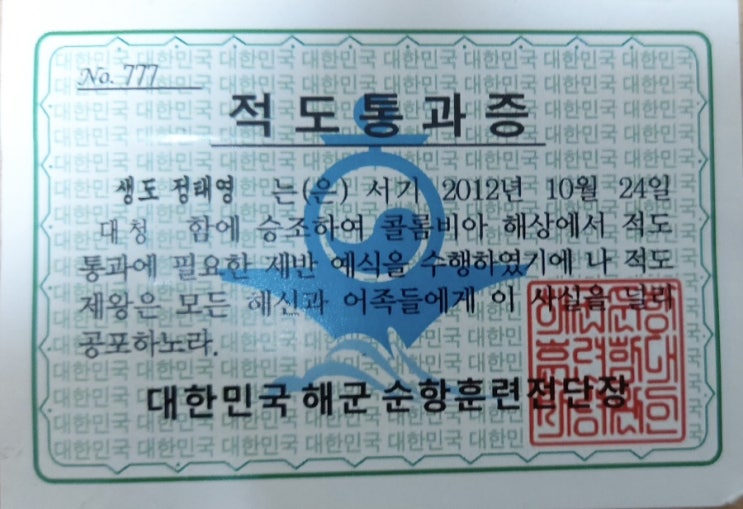 No. 777
적도통과증
생도 정태영 는(은) 서기 2012년 10월 24일
대청 함에 승조하여 콜롬비아 해상에서 적도
통과에 필요한 제반 예식을 수행하였기에 나 적도
제왕은 모든 해신과 어족들에게 이 사실을 널리
공포하노라.
대한민국 해군 순항훈련전단장